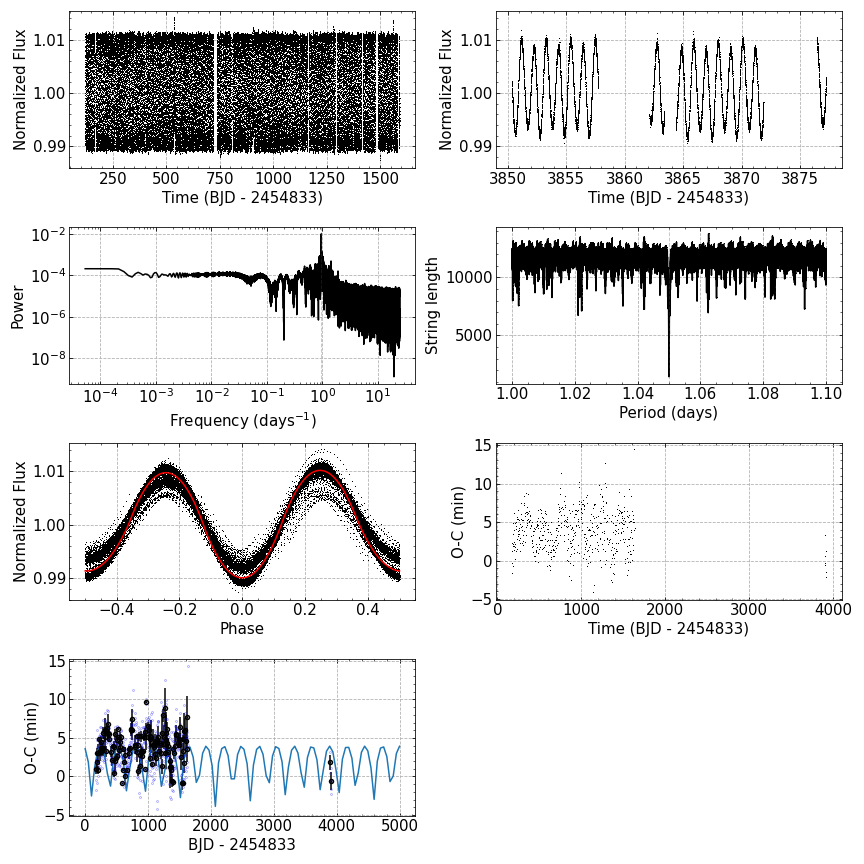 Normalized Flux
1.01
1.00
0.99
250 500 750 1000 1250 1500
Time (BJD - 2454833)
Normalized Flux
1.01
1.00
0.99
3850 3855 3860 3865 3870 3875
Time (BJD - 2454833)
Power
10⁻²
10⁻⁴
10⁻⁶
10⁻⁸
10⁻⁴ 10⁻³ 10⁻² 10⁻¹ 10⁰ 10¹
Frequency (days⁻¹)
String length
10000
5000
1.00 1.02 1.04 1.06 1.08 1.10
Period (days)
Normalized Flux
1.01
1.00
0.99
−0.4 −0.2 0.0 0.2 0.4
Phase
O-C (min)
15
10
5
0
−5
0 1000 2000 3000 4000
Time (BJD - 2454833)
O-C (min)
15
10
5
0
−5
0 1000 2000 3000 4000 5000
BJD - 2454833